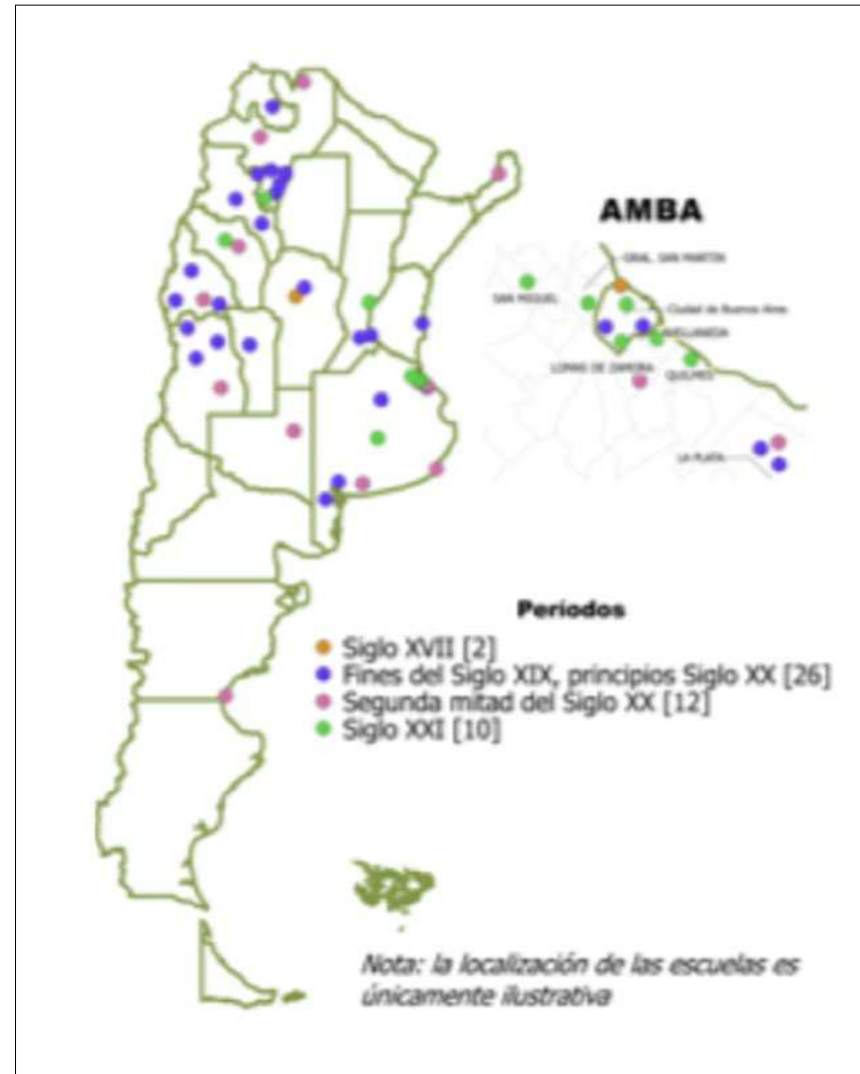 AMBA
GRAL. SAN MARTIN
SAN MIGUEL
Ciudad de Buenos Aires
AVELLANEDA
LOMAS DE ZAMORA
QUILMES
LA PLATA
Períodos
Siglo XVII [2]
Fines del Siglo XIX, principios Siglo XX [26]
Segunda mitad del Siglo XX [12]
Siglo XXI [10]
Nota: la localización de las escuelas es
únicamente ilustrativa